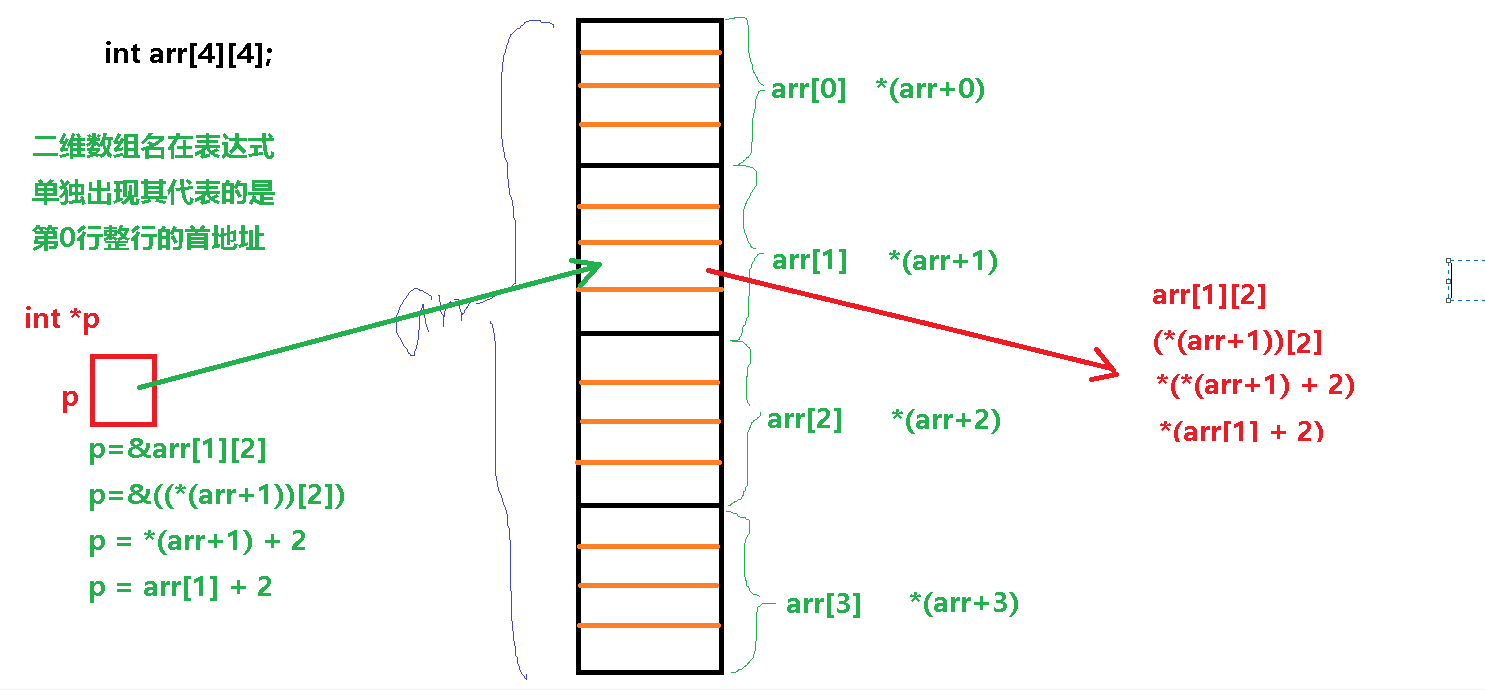 int arr[4][4];
二维数组名在表达式
单独出现其代表的是
第0行整行的首地址
int *p
p
p=&arr[1][2]
p=&((*(arr+1))[2])
p = *(arr+1) + 2
p = arr[1] + 2
arr[0] *(arr+0)
arr[1] *(arr+1)
arr[2] *(arr+2)
arr[3] *(arr+3)
arr[1][2]
(*(arr+1))[2]
*(*(arr+1) + 2)
*(arr[1] + 2)